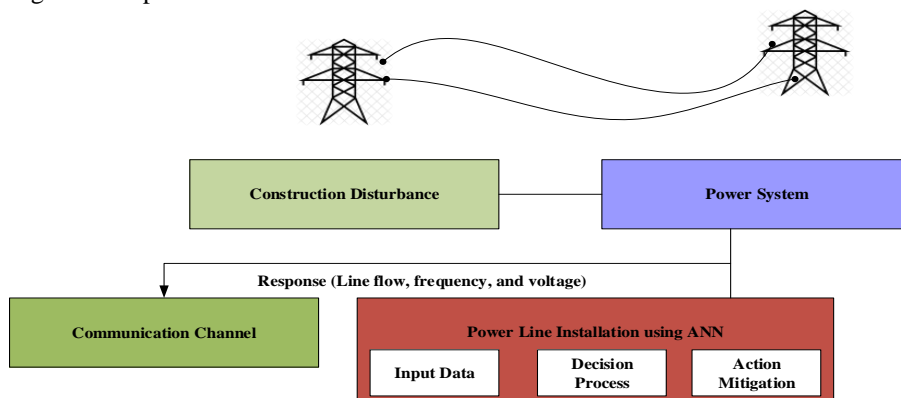 Construction Disturbance
Power System
Response (Line flow, frequency, and voltage)
Communication Channel
Power Line Installation using ANN
Input Data
Decision
Process
Action
Mitigation